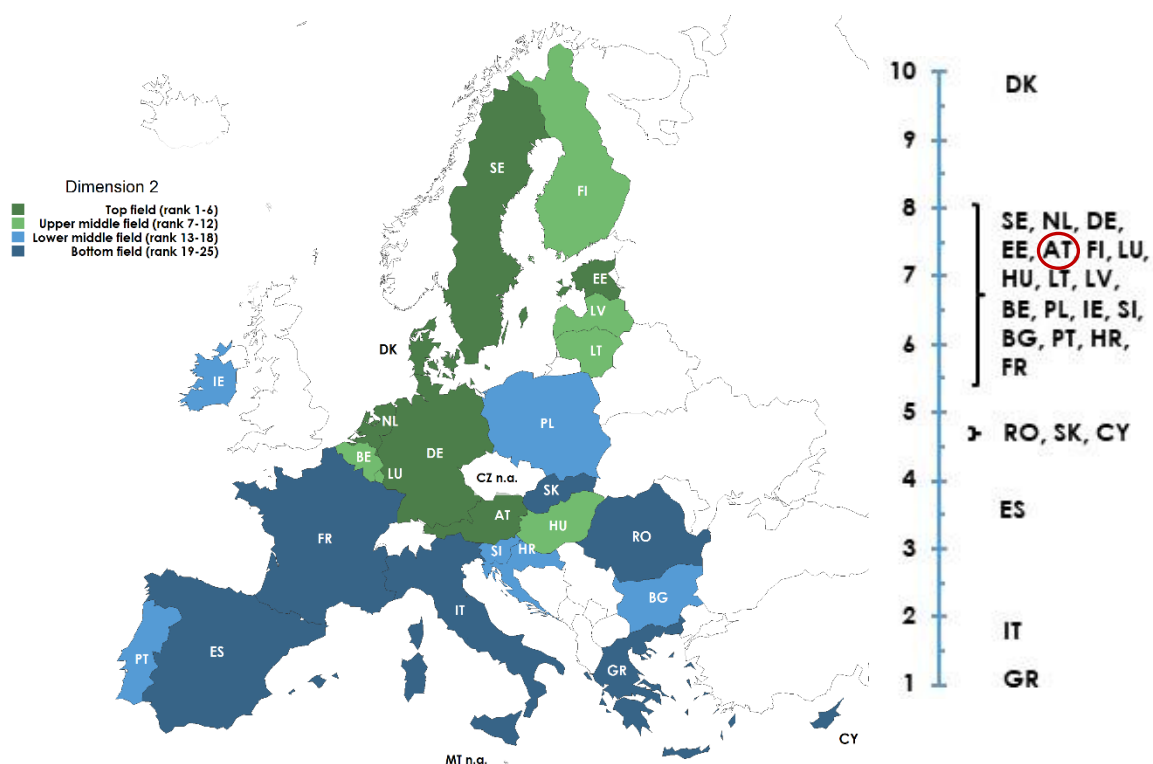 Dimension 2
Top field (rank 1-6)
Upper middle field (rank 7-12)
Lower middle field (rank 13-18)
Bottom field (rank 19-25)
SE
FI
EE
LV
LT
DK
IE
NL
PL
BE
DE
LU
CZ n.a.
SK
AT
HU
FR
RO
SI
HR
BG
IT
ES
PT
GR
CY
MT n.a.
10
DK
9
8
SE, NL, DE,
EE, AT FI, LU,
7
HU, LT, LV,
BE, PL, IE, SI,
6
BG, PT, HR,
FR
5
RO, SK, CY
4
ES
3
2
IT
1
GR